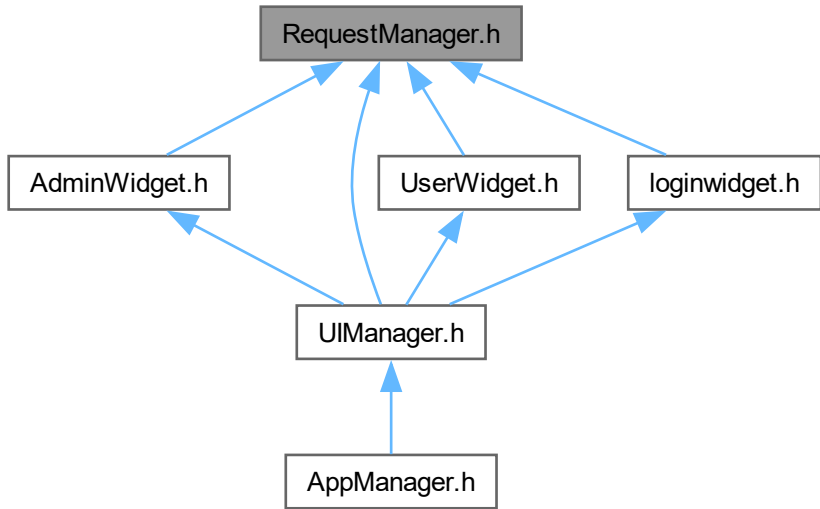 RequestManager.h
AdminWidget.h
UserWidget.h
loginwidget.h
UIManager.h
AppManager.h